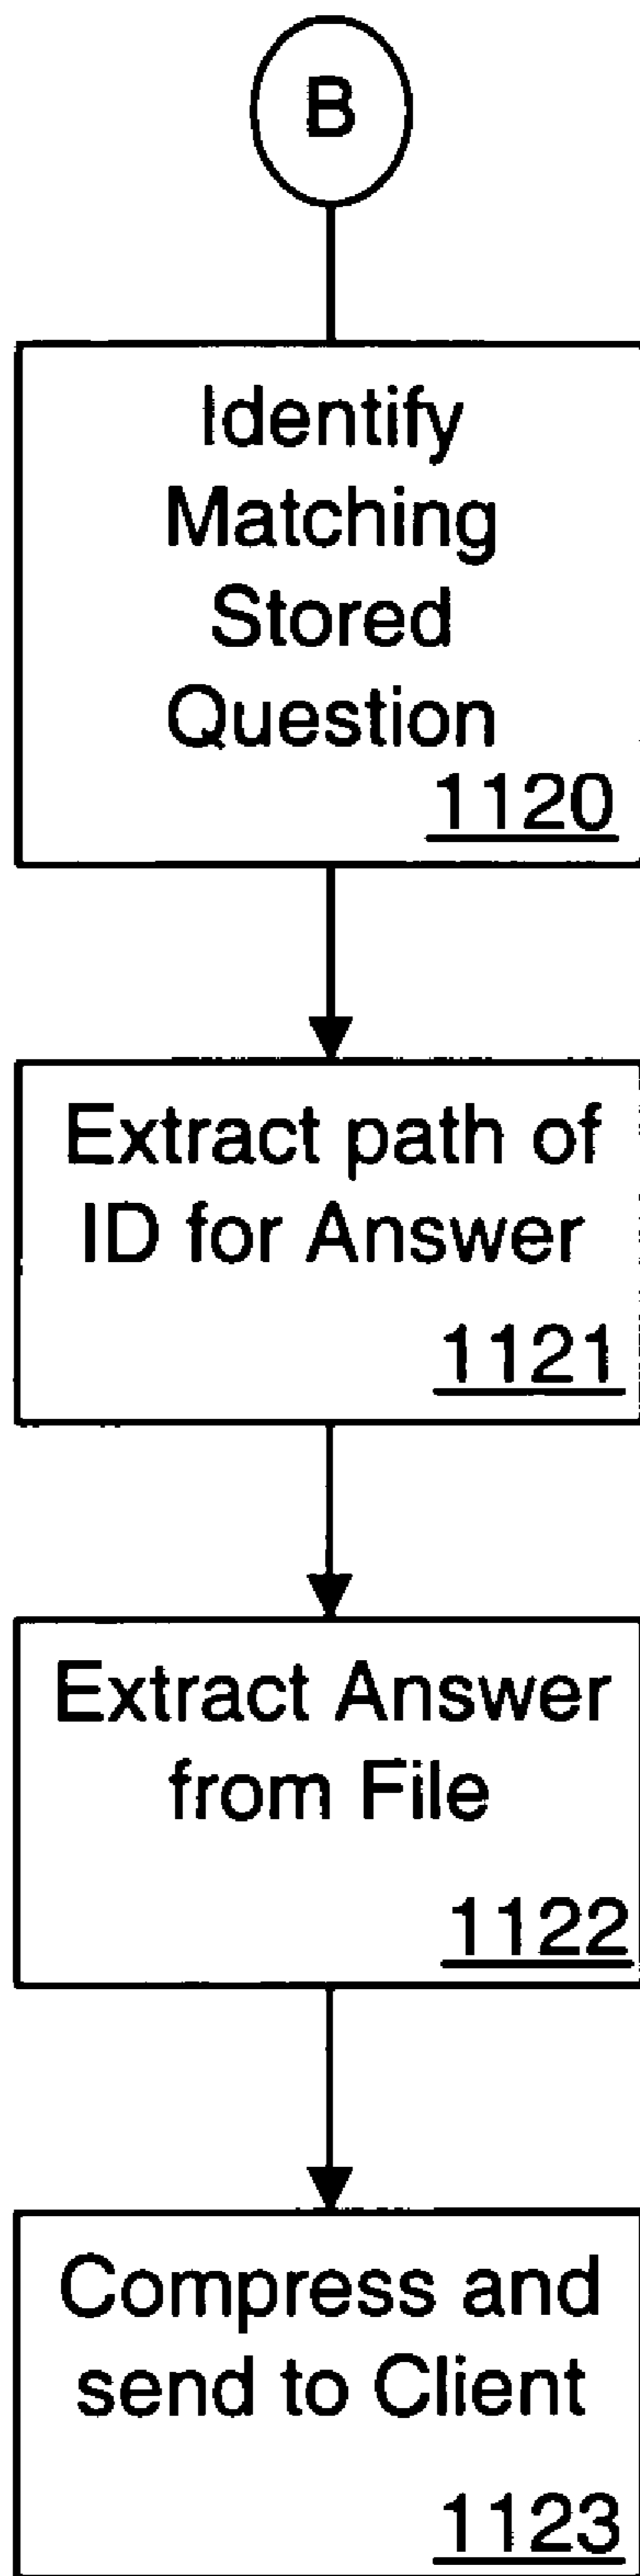 B
Identify
Matching
Stored
Question
1120
Extract path of
ID for Answer
1121
Extract Answer
from File
1122
Compress and
send to Client
1123